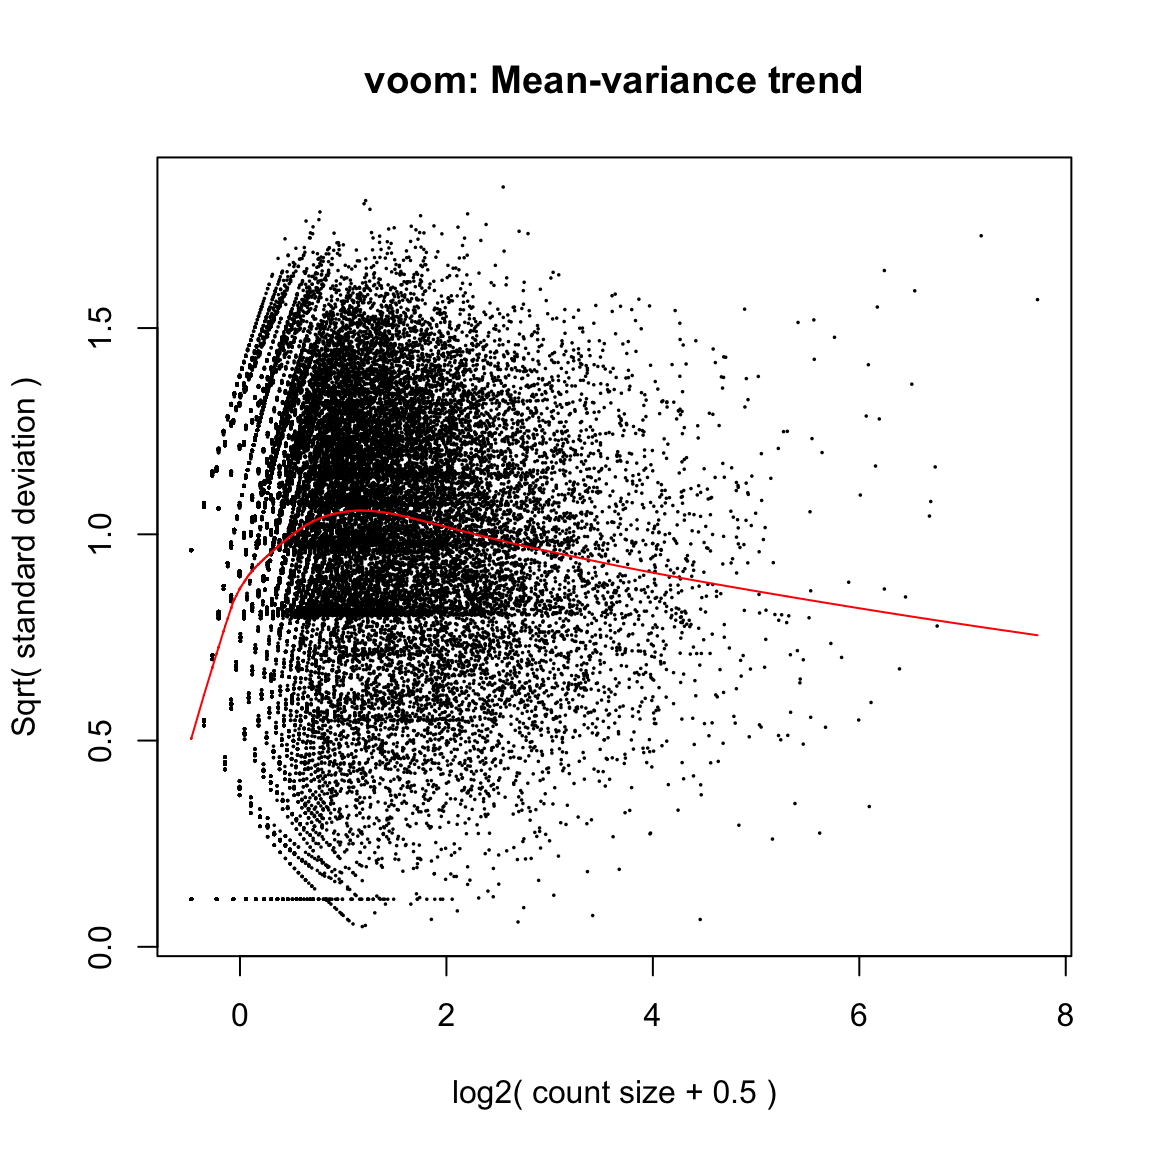 voom: Mean-variance trend
Sqrt( standard deviation )
1.5
1.0
0.5
0.0
0 2 4 6 8
log2( count size + 0.5 )